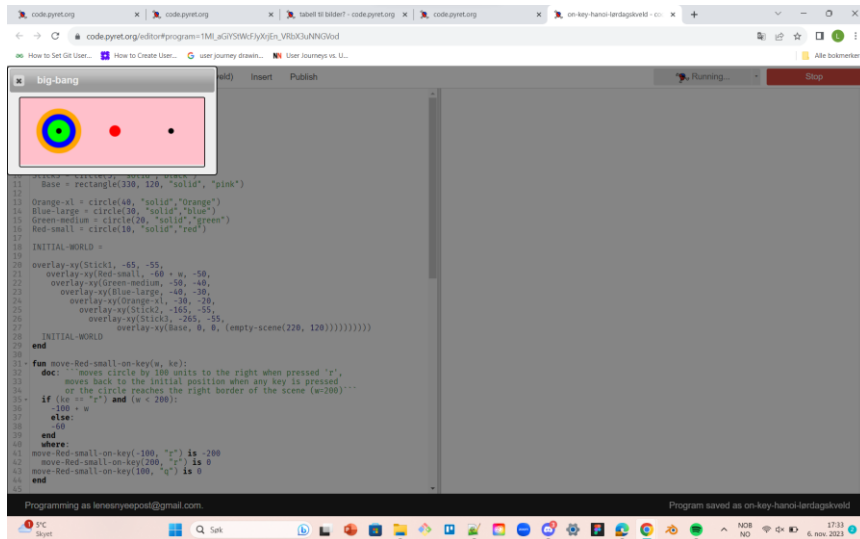 code.pyret.org
code.pyret.org
tabell til bilder? - code.pyret.org
code.pyret.org
on-key-hanoi-lørdagskveld - co
code.pyret.org/editor#program=1MI_aGiYStWcFJyXrjEn_VRbX3uNNGVod
How to Set Git User...
How to Create User...
user journey drawin...
User Journeys vs. U...
Alle bokmerker
big-bang
veld)
Insert
Publish
Running...
Stop
11 Base = rectangle(330, 120, "solid", "pink")
12
13 Orange-xl = circle(40, "solid","Orange")
14 Blue-large = circle(30, "solid","blue")
15 Green-medium = circle(20, "solid","green")
16 Red-small = circle(10, "solid","red")
17
18 INITIAL-WORLD =
19
20 overlay-xy(Stick1, -65, -55,
21 overlay-xy(Red-small, -60 + w, -50,
22 overlay-xy(Green-medium, -50, -40,
23 overlay-xy(Blue-large, -40, -30,
24 overlay-xy(Orange-xl, -30, -20,
25 overlay-xy(Stick2, -165, -55,
26 overlay-xy(Stick3, -265, -55,
27 overlay-xy(Base, 0, 0, (empty-scene(220, 120))))))))))
28 INITIAL-WORLD
29 end
30
31 fun move-Red-small-on-key(w, ke):
32 doc: ```moves circle by 100 units to the right when pressed 'r',
33 moves back to the initial position when any key is pressed
34 or the circle reaches the right border of the scene (w=200)```
35 if (ke == "r") and (w < 200):
36 -100 + w
37 else:
38 -60
39 end
40 where:
41 move-Red-small-on-key(-100, "r") is -200
42 move-Red-small-on-key(200, "r") is 0
43 move-Red-small-on-key(100, "q") is 0
44 end
45
Programming as lenesnyeepost@gmail.com.
Program saved as on-key-hanoi-lørdagskveld
5°C
Skyet
Søk
NOB
NO
17:33
6. nov. 2023